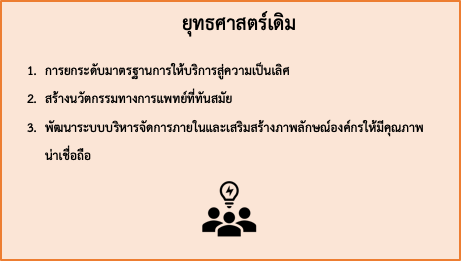 ยุทธศาสตร์เดิม
1. การยกระดับมาตรฐานการให้บริการสู่ความเป็นเลิศ
2. สร้างนวัตกรรมทางการแพทย์ที่ทันสมัย
3. พัฒนาระบบบริหารจัดการภายในและเสริมสร้างภาพลักษณ์องค์กรให้มีคุณภาพ
น่าเชื่อถือ